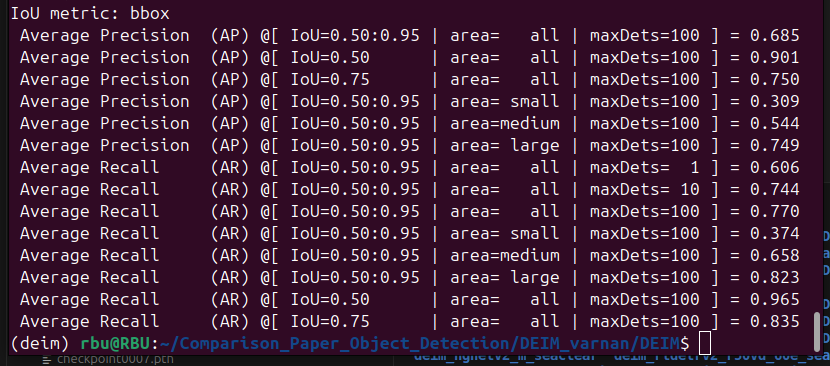 IoU metric: bbox
 Average Precision  (AP) @[ IoU=0.50:0.95 | area=   all | maxDets=100 ] = 0.685
 Average Precision  (AP) @[ IoU=0.50      | area=   all | maxDets=100 ] = 0.901
 Average Precision  (AP) @[ IoU=0.75      | area=   all | maxDets=100 ] = 0.750
 Average Precision  (AP) @[ IoU=0.50:0.95 | area= small | maxDets=100 ] = 0.309
 Average Precision  (AP) @[ IoU=0.50:0.95 | area=medium | maxDets=100 ] = 0.544
 Average Precision  (AP) @[ IoU=0.50:0.95 | area= large | maxDets=100 ] = 0.749
 Average Recall     (AR) @[ IoU=0.50:0.95 | area=   all | maxDets=  1 ] = 0.606
 Average Recall     (AR) @[ IoU=0.50:0.95 | area=   all | maxDets= 10 ] = 0.744
 Average Recall     (AR) @[ IoU=0.50:0.95 | area=   all | maxDets=100 ] = 0.770
 Average Recall     (AR) @[ IoU=0.50:0.95 | area= small | maxDets=100 ] = 0.374
 Average Recall     (AR) @[ IoU=0.50:0.95 | area=medium | maxDets=100 ] = 0.658
 Average Recall     (AR) @[ IoU=0.50:0.95 | area= large | maxDets=100 ] = 0.823
 Average Recall     (AR) @[ IoU=0.50      | area=   all | maxDets=100 ] = 0.965
 Average Recall     (AR) @[ IoU=0.75      | area=   all | maxDets=100 ] = 0.835
(deim) rbu@RBU:~/Comparison_Paper_Object_Detection/DEIM_varnan/DEIM$
checkpoint0007.pth